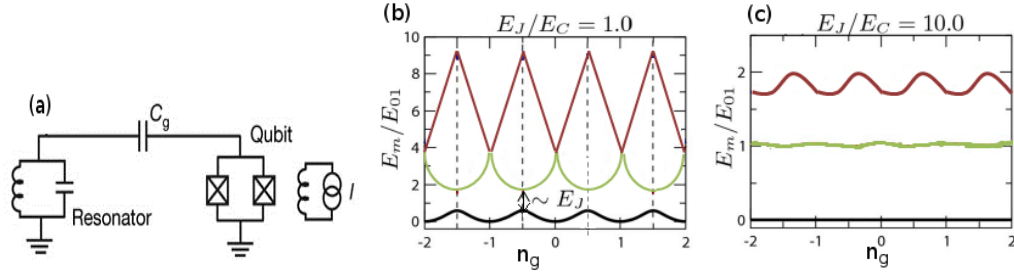 (a)
C_g
Qubit
I
Resonator
(b)
E_J/E_C = 1.0
E_m/E_01
10
8
6
4
2
0
∼ E_J
-2 -1 0 1 2
n_g
(c)
E_J/E_C = 10.0
E_m/E_01
2
1
0
-2 -1 0 1 2
n_g